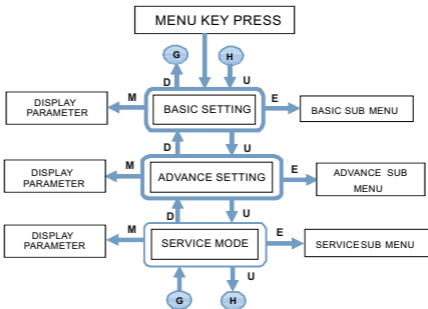 MENU KEY PRESS
G H
D U
DISPLAY PARAMETER M BASIC SETTING E BASIC SUB MENU
D U
DISPLAY PARAMETER M ADVANCE SETTING E ADVANCE SUB MENU
D U
DISPLAY PARAMETER M SERVICE MODE E SERVICE SUB MENU
U
G H